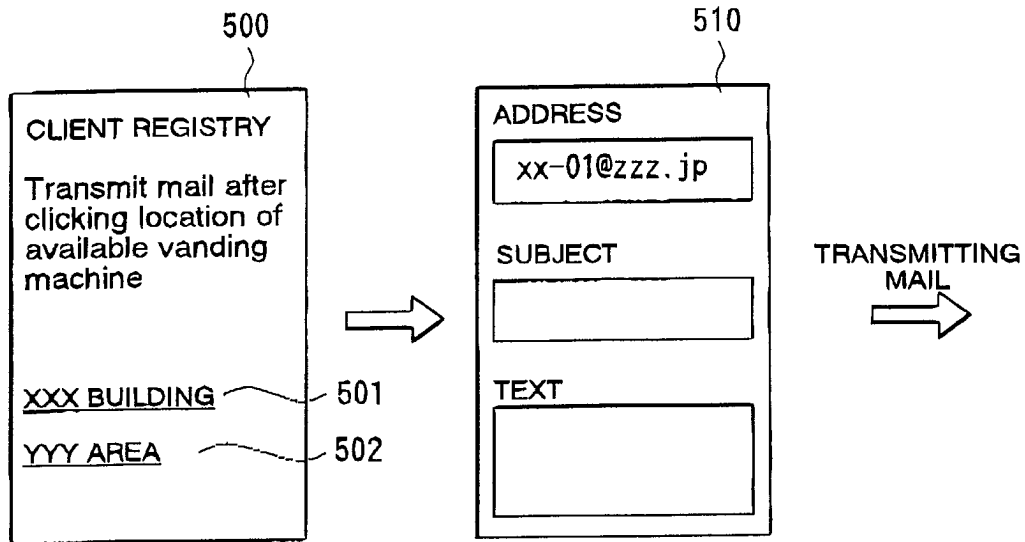 500
CLIENT REGISTRY
Transmit mail after
clicking location of
available vanding
machine
XXX BUILDING
501
YYY AREA
502
510
ADDRESS
xx-01@zzz.jp
SUBJECT
TEXT
TRANSMITTING
MAIL